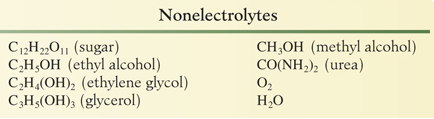 Nonelectrolytes
C₁₂H₂₂O₁₁ (sugar)
C₂H₅OH (ethyl alcohol)
C₂H₄(OH)₂ (ethylene glycol)
C₃H₅(OH)₃ (glycerol)
CH₃OH (methyl alcohol)
CO(NH₂)₂ (urea)
O₂
H₂O